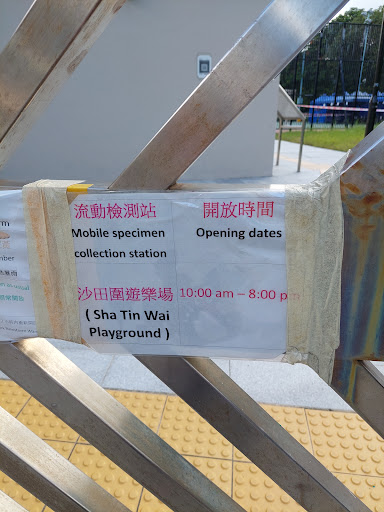 流動檢測站
Mobile specimen
collection station
開放時間
Opening dates
沙田圍遊樂場
( Sha Tin Wai
Playground )
10:00 am – 8:00 p